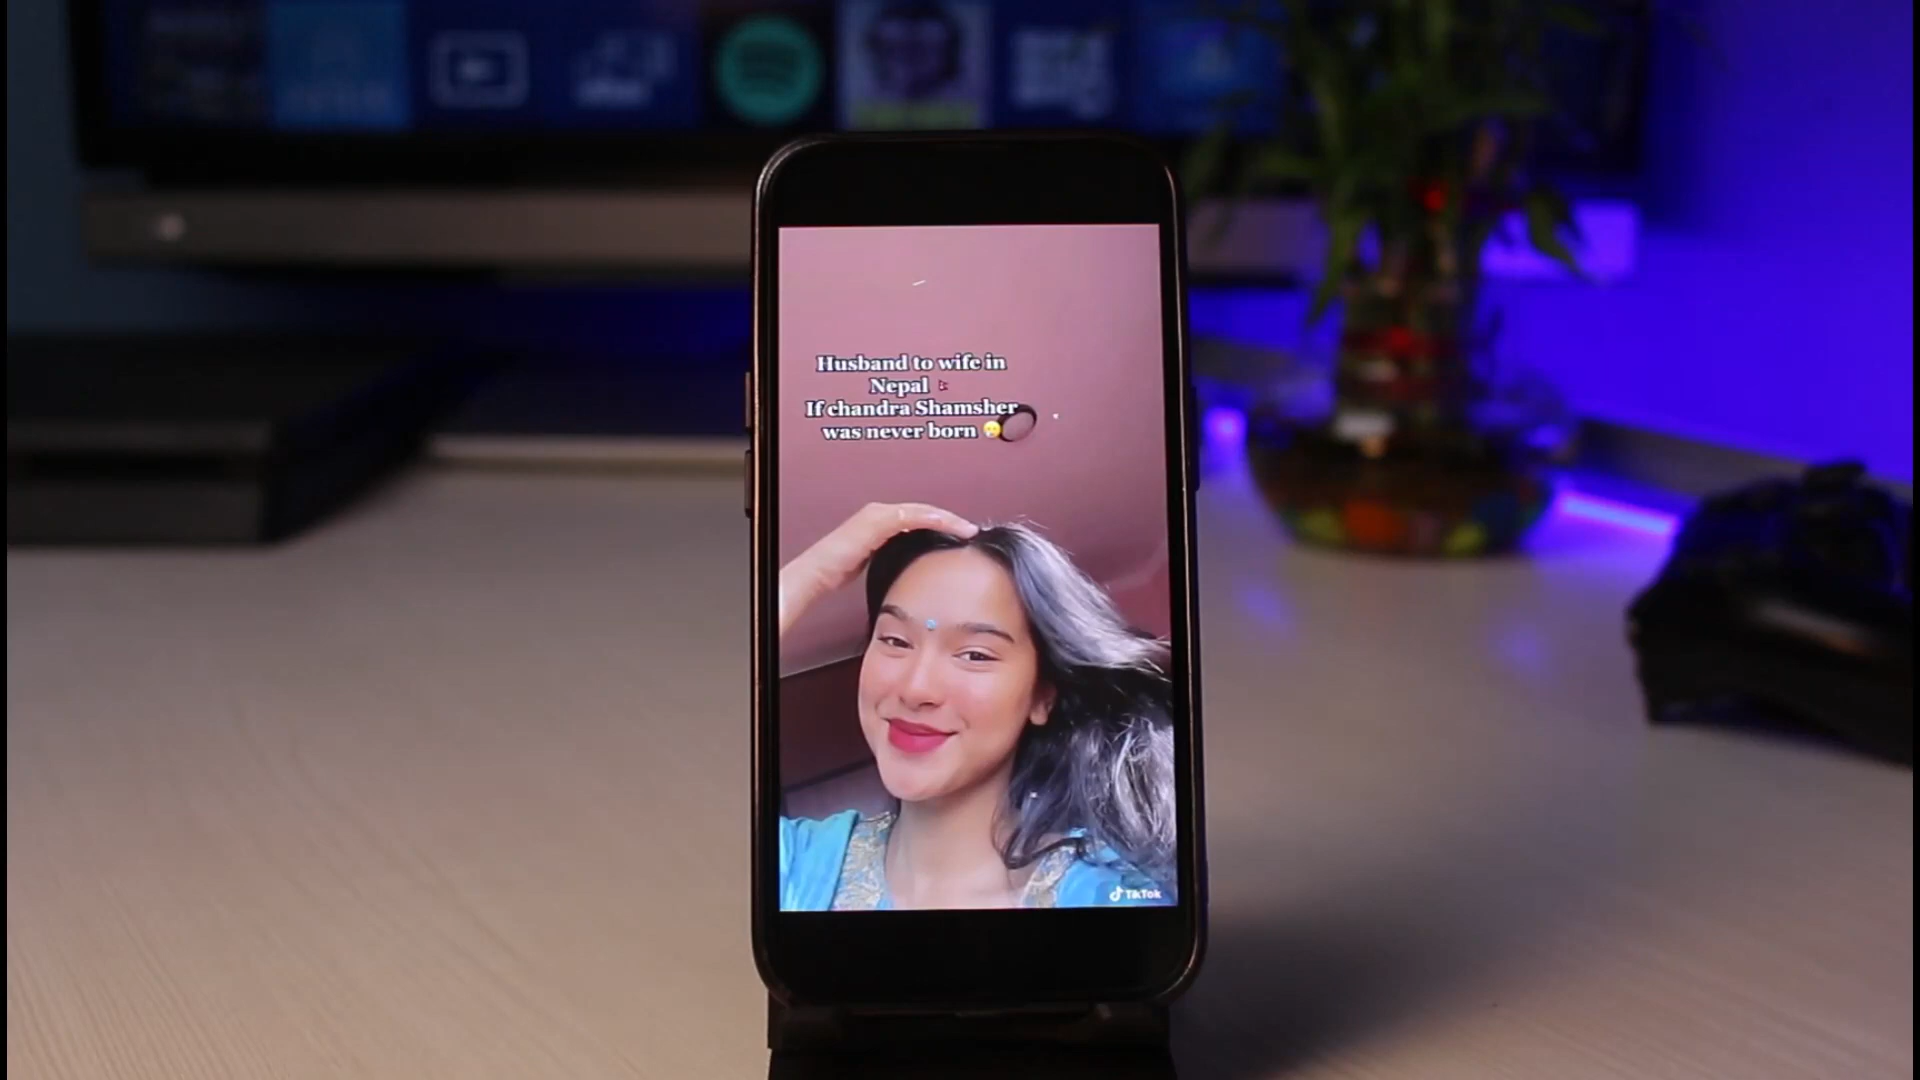 Husband to wife in
Nepal 🇳🇵
If chandra Shamsher
was never born 😢
TikTok